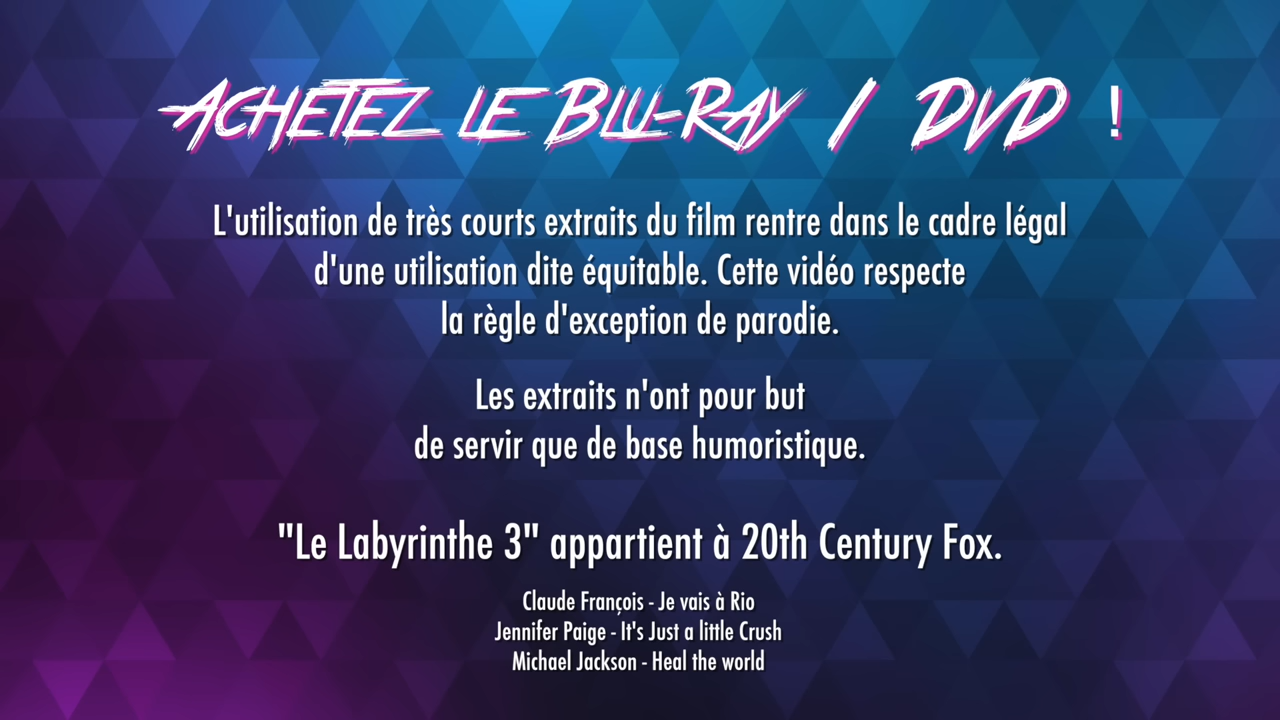 ACHETEZ LE BLU-RAY / DVD !
L'utilisation de très courts extraits du film rentre dans le cadre légal
d'une utilisation dite équitable. Cette vidéo respecte
la règle d'exception de parodie.
Les extraits n'ont pour but
de servir que de base humoristique.
"Le Labyrinthe 3" appartient à 20th Century Fox.
Claude François - Je vais à Rio
Jennifer Paige - It's Just a little Crush
Michael Jackson - Heal the world